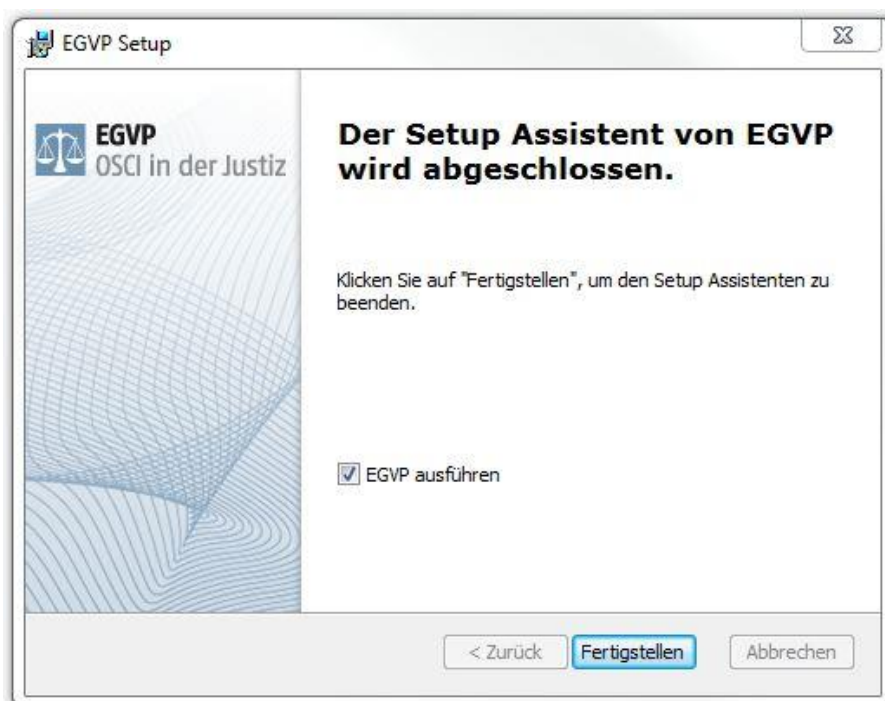 EGVP Setup
EGVP
OSCI in der Justiz
Der Setup Assistent von EGVP
wird abgeschlossen.
Klicken Sie auf "Fertigstellen", um den Setup Assistenten zu
beenden.
EGVP ausführen
< Zurück
Fertigstellen
Abbrechen